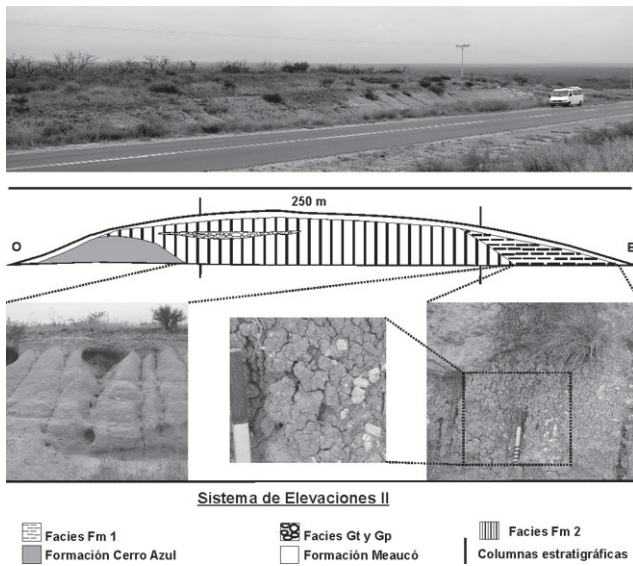 250 m
O
E
Sistema de Elevaciones II
Facies Fm 1
Facies Gt y Gp
Facies Fm 2
Formación Cerro Azul
Formación Meaucó
Columnas estratigráficas